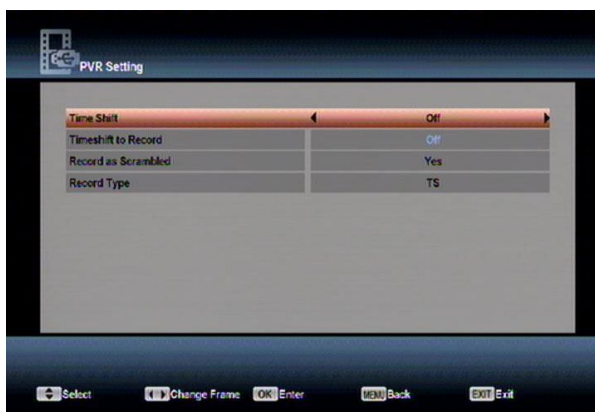 PVR Setting
Time Shift Off
Timeshift to Record Off
Record as Scrambled Yes
Record Type TS
Select Change Frame OK Enter MENU Back EXIT Exit